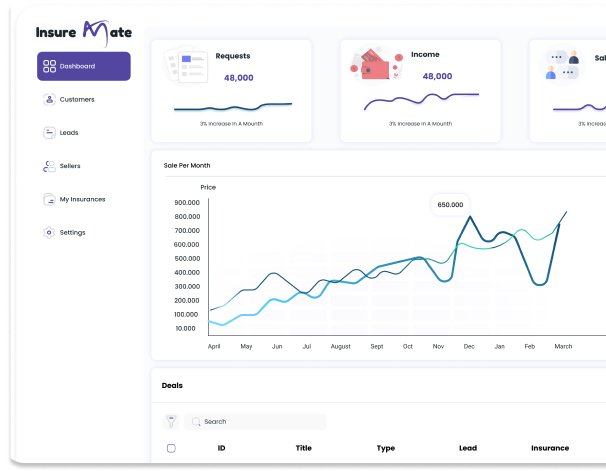 Insure Mate
Dashboard
Customers
Leads
Sellers
My Insurances
Settings
Requests
48,000
3% Increase In A Mounth
Income
48,000
3% Increase In A Mounth
Sal
3% Increas
Sale Per Month
Price
900.000
800.000
700.000
600.000
500.000
400.000
300.000
200.000
100.000
10.000
650.000
April May Jun Jul August Sept Oct Nov Dec Jan Feb March
Deals
Search
ID Title Type Lead Insurance